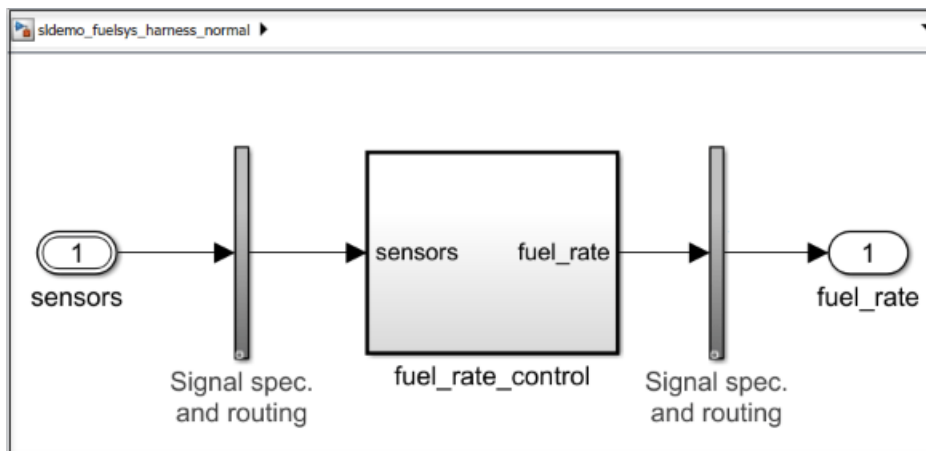 sldemo_fuelsys_harness_normal
1
sensors
Signal spec.
and routing
sensors
fuel_rate
fuel_rate_control
Signal spec.
and routing
1
fuel_rate